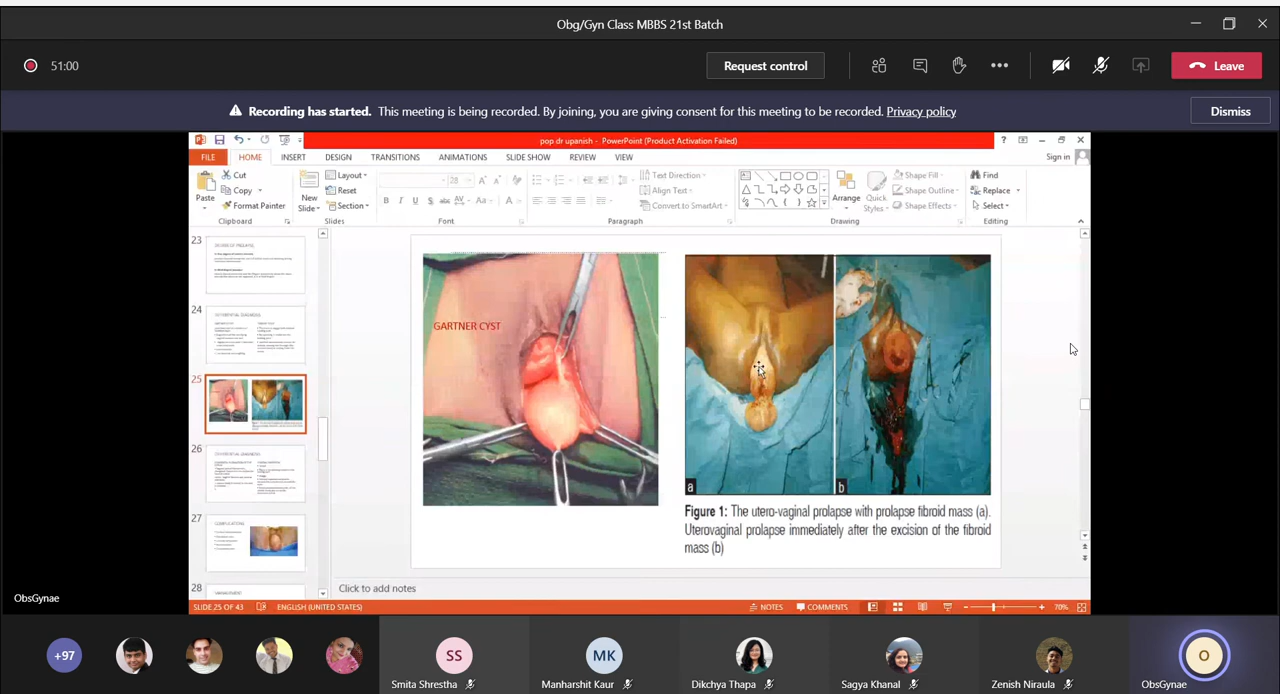 Obg/Gyn Class MBBS 21st Batch
51:00
Request control
Leave
Recording has started. This meeting is being recorded. By joining, you are giving consent for this meeting to be recorded. Privacy policy
Dismiss
pop dr upanish - PowerPoint (Product Activation Failed)
FILE HOME INSERT DESIGN TRANSITIONS ANIMATIONS SLIDE SHOW REVIEW VIEW
Sign in
Paste
Cut
Copy
Format Painter
Clipboard
New Slide
Layout
Reset
Section
Slides
28
Font
Text Direction
Align Text
Convert to SmartArt
Paragraph
Arrange
Quick Styles
Shape Fill
Shape Outline
Shape Effects
Drawing
Find
Replace
Select
Editing
23
24
DIFFERENTIAL DIAGNOSIS
25
26
DIFFERENTIAL DIAGNOSIS
27
28
GARTNER CYST
a
b
Figure 1: The utero-vaginal prolapse with prolapse fibroid mass (a).
Uterovaginal prolapse immediately after the excision of the fibroid
mass (b)
Click to add notes
SLIDE 25 OF 43
ENGLISH (UNITED STATES)
NOTES
COMMENTS
70%
ObsGynae
+97
SS
Smita Shrestha
MK
Manharshit Kaur
Dikchya Thapa
Sagya Khanal
Zenish Niraula
O
ObsGynae